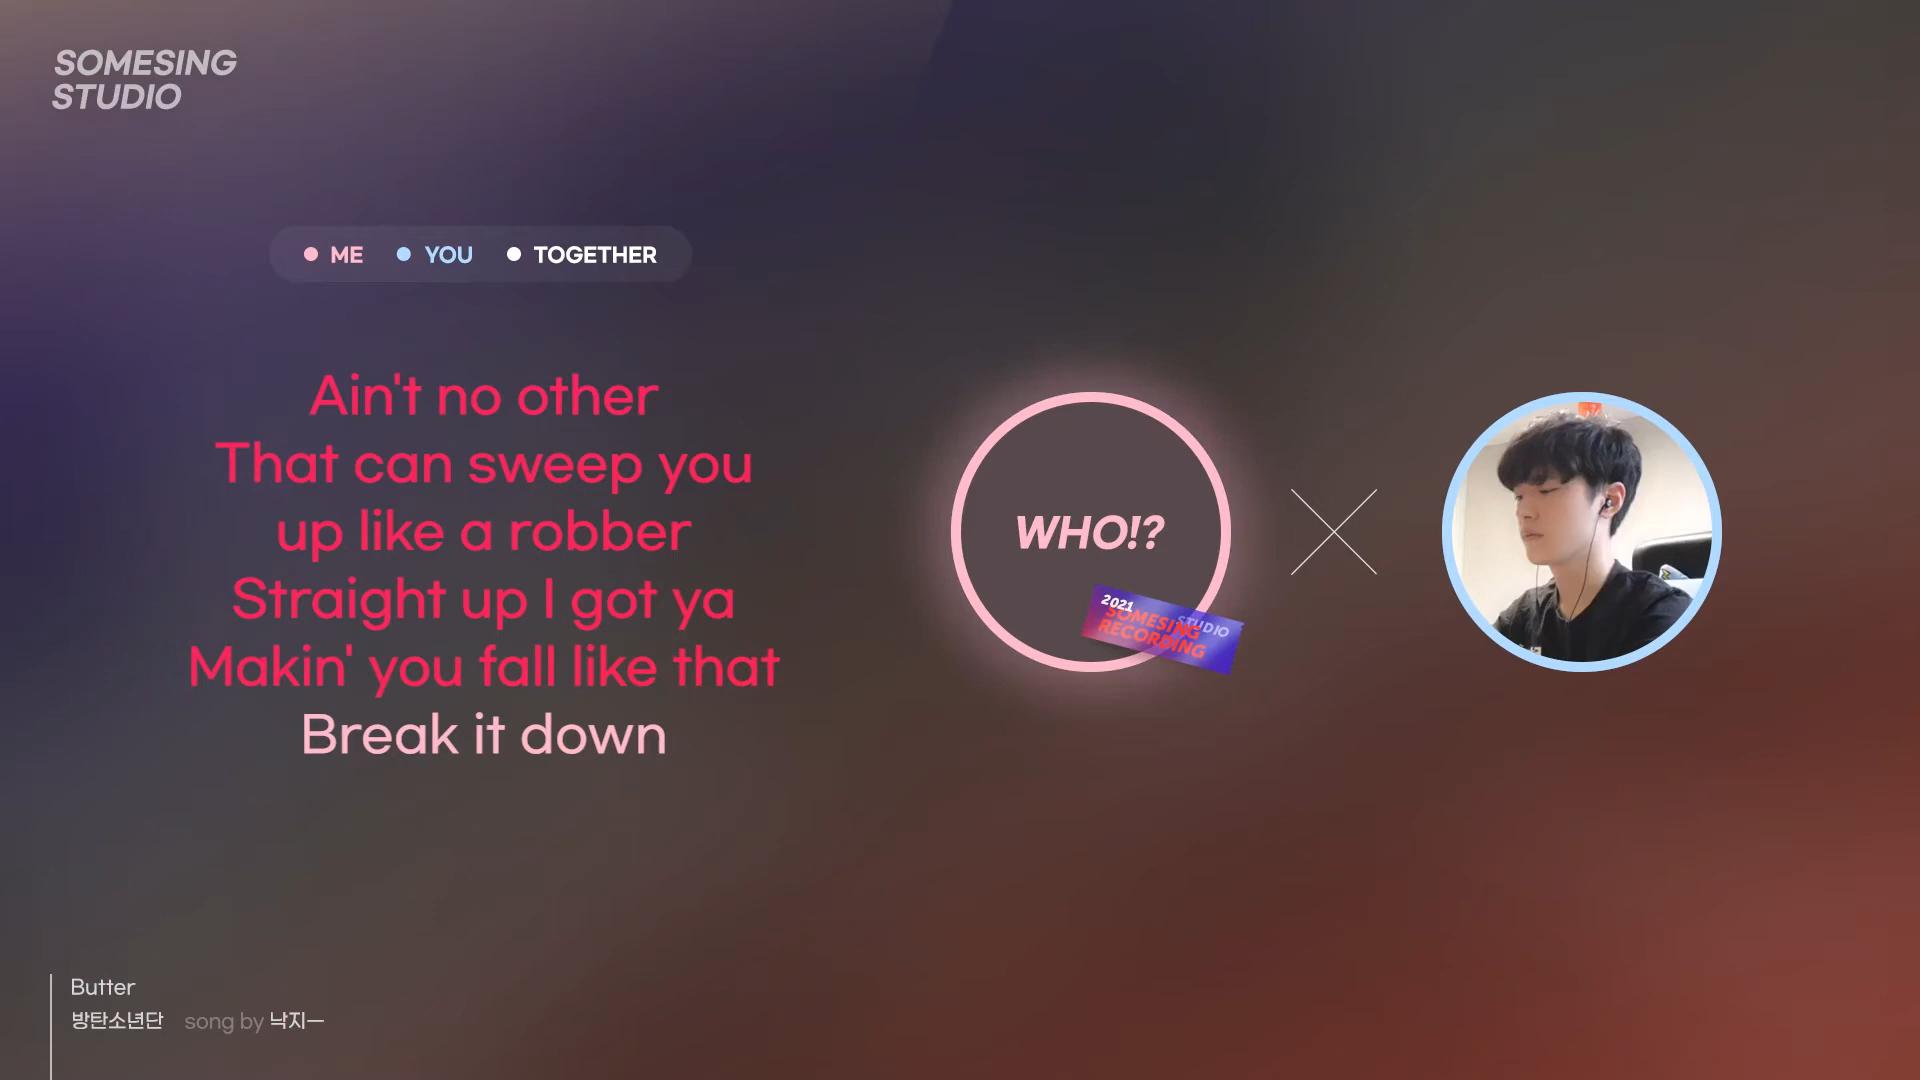 SOMESING
STUDIO
ME YOU TOGETHER
Ain't no other
That can sweep you
up like a robber
Straight up I got ya
Makin' you fall like that
Break it down
WHO!?
2021
SOMESING STUDIO
RECORDING
Butter
방탄소년단 song by 낙지ㅡ